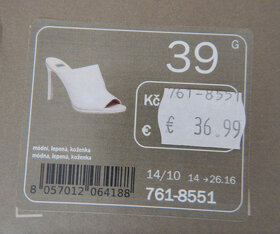 39
G
Kč
761-8551
€
€ 36.99
módní, lepená, koženka
módna, lepená, koženka
8 057012 064188
14/10 14→26.16
761-8551